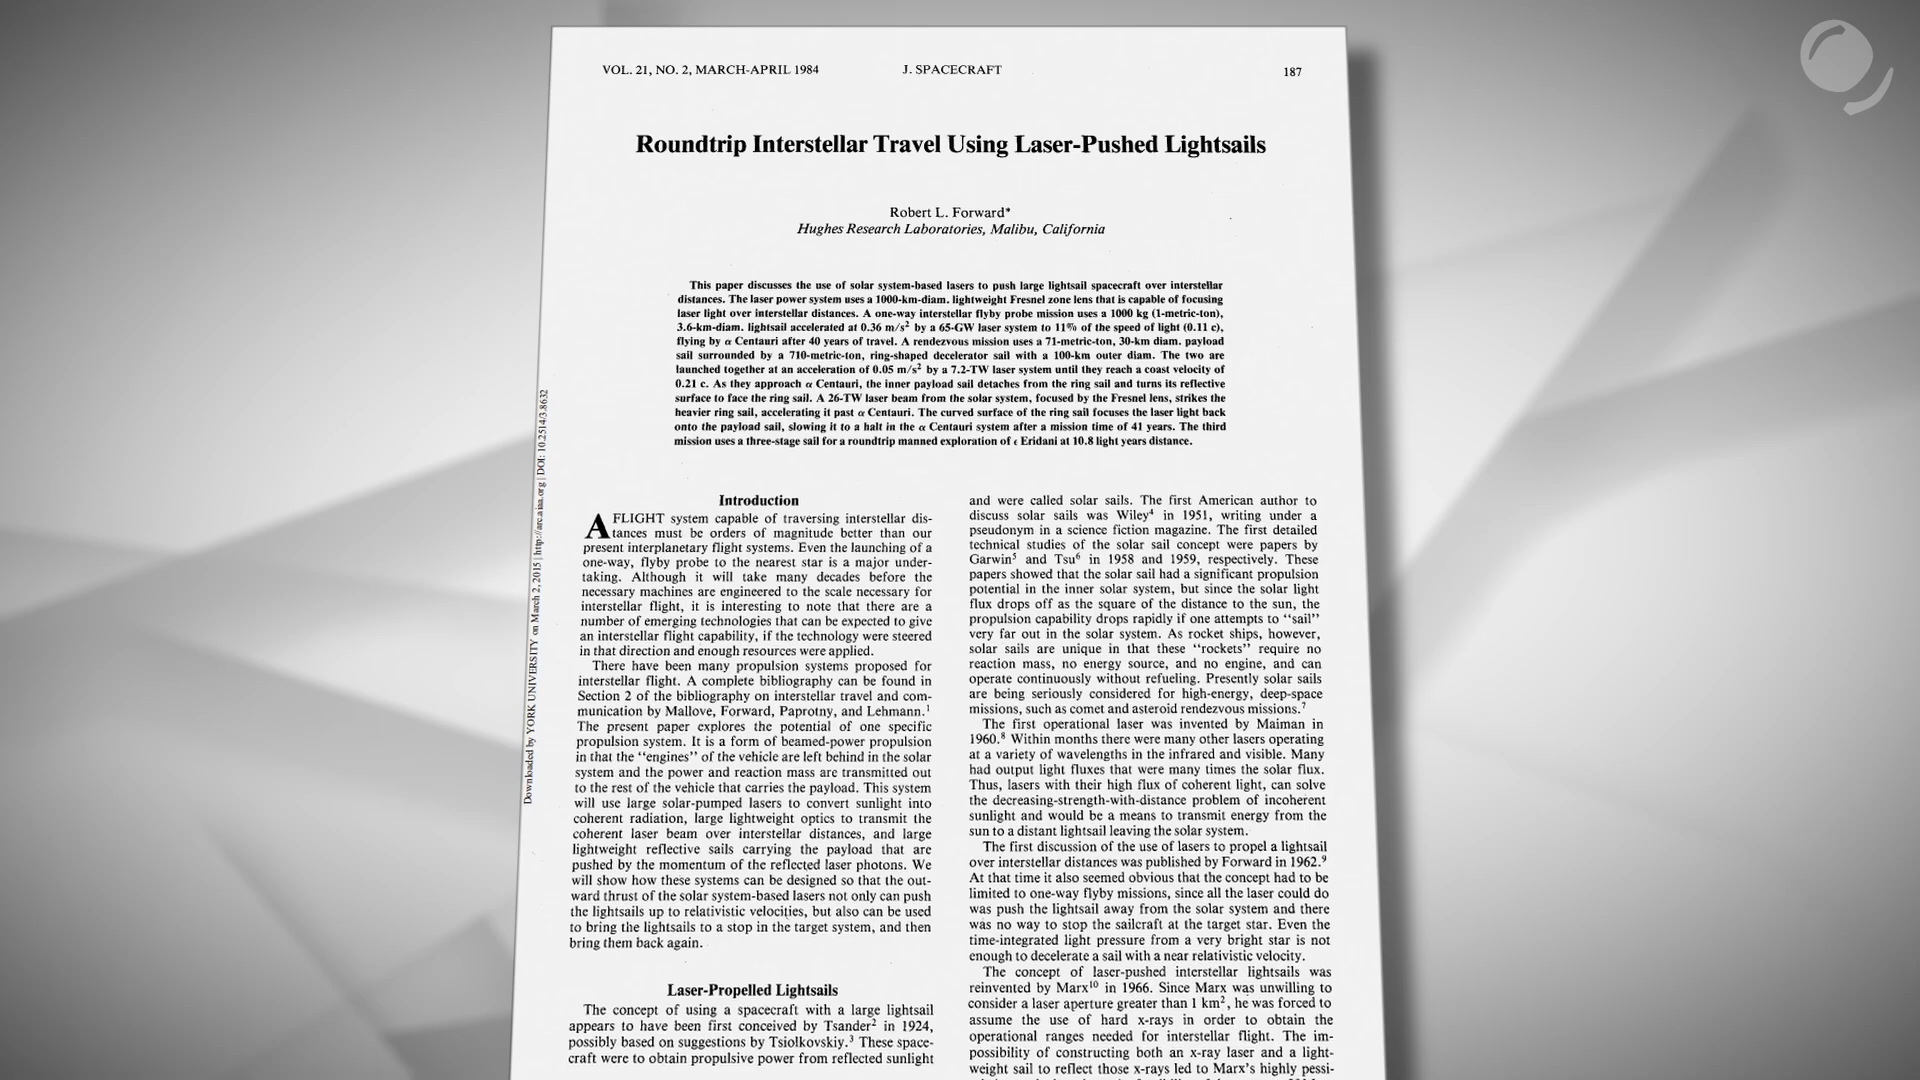 VOL. 21, NO. 2, MARCH-APRIL 1984 J. SPACECRAFT 187
Roundtrip Interstellar Travel Using Laser-Pushed Lightsails
Robert L. Forward*
Hughes Research Laboratories, Malibu, California
This paper discusses the use of solar system-based lasers to push large lightsail spacecraft over interstellar
distances. The laser power system uses a 1000-km-diam. lightweight Fresnel zone lens that is capable of focusing
laser light over interstellar distances. A one-way interstellar flyby probe mission uses a 1000 kg (1-metric-ton),
3.6-km-diam. lightsail accelerated at 0.36 m/s² by a 65-GW laser system to 11% of the speed of light (0.11 c),
flying by α Centauri after 40 years of travel. A rendezvous mission uses a 71-metric-ton, 30-km diam. payload
sail surrounded by a 710-metric-ton, ring-shaped decelerator sail with a 100-km outer diam. The two are
launched together at an acceleration of 0.05 m/s² by a 7.2-TW laser system until they reach a coast velocity of
0.21 c. As they approach α Centauri, the inner payload sail detaches from the ring sail and turns its reflective
surface to face the ring sail. A 26-TW laser beam from the solar system, focused by the Fresnel lens, strikes the
heavier ring sail, accelerating it past α Centauri. The curved surface of the ring sail focuses the laser light back
onto the payload sail, slowing it to a halt in the α Centauri system after a mission time of 41 years. The third
mission uses a three-stage sail for a roundtrip manned exploration of ε Eridani at 10.8 light years distance.
Downloaded by YORK UNIVERSITY on March 2, 2015 | http://arc.aiaa.org | DOI: 10.2514/3.8632
Introduction
A FLIGHT system capable of traversing interstellar dis-
tances must be orders of magnitude better than our
present interplanetary flight systems. Even the launching of a
one-way, flyby probe to the nearest star is a major under-
taking. Although it will take many decades before the
necessary machines are engineered to the scale necessary for
interstellar flight, it is interesting to note that there are a
number of emerging technologies that can be expected to give
an interstellar flight capability, if the technology were steered
in that direction and enough resources were applied.
There have been many propulsion systems proposed for
interstellar flight. A complete bibliography can be found in
Section 2 of the bibliography on interstellar travel and com-
munication by Mallove, Forward, Paprotny, and Lehmann.¹
The present paper explores the potential of one specific
propulsion system. It is a form of beamed-power propulsion
in that the "engines" of the vehicle are left behind in the solar
system and the power and reaction mass are transmitted out
to the rest of the vehicle that carries the payload. This system
will use large solar-pumped lasers to convert sunlight into
coherent radiation, large lightweight optics to transmit the
coherent laser beam over interstellar distances, and large
lightweight reflective sails carrying the payload that are
pushed by the momentum of the reflected laser photons. We
will show how these systems can be designed so that the out-
ward thrust of the solar system-based lasers not only can push
the lightsails up to relativistic velocities, but also can be used
to bring the lightsails to a stop in the target system, and then
bring them back again.
Laser-Propelled Lightsails
The concept of using a spacecraft with a large lightsail
appears to have been first conceived by Tsander² in 1924,
possibly based on suggestions by Tsiolkovskiy.³ These space-
craft were to obtain propulsive power from reflected sunlight
and were called solar sails. The first American author to
discuss solar sails was Wiley⁴ in 1951, writing under a
pseudonym in a science fiction magazine. The first detailed
technical studies of the solar sail concept were papers by
Garwin⁵ and Tsu⁶ in 1958 and 1959, respectively. These
papers showed that the solar sail had a significant propulsion
potential in the inner solar system, but since the solar light
flux drops off as the square of the distance to the sun, the
propulsion capability drops rapidly if one attempts to "sail"
very far out in the solar system. As rocket ships, however,
solar sails are unique in that these "rockets" require no
reaction mass, no energy source, and no engine, and can
operate continuously without refueling. Presently solar sails
are being seriously considered for high-energy, deep-space
missions, such as comet and asteroid rendezvous missions.⁷
The first operational laser was invented by Maiman in
1960.⁸ Within months there were many other lasers operating
at a variety of wavelengths in the infrared and visible. Many
had output light fluxes that were many times the solar flux.
Thus, lasers with their high flux of coherent light, can solve
the decreasing-strength-with-distance problem of incoherent
sunlight and would be a means to transmit energy from the
sun to a distant lightsail leaving the solar system.
The first discussion of the use of lasers to propel a lightsail
over interstellar distances was published by Forward in 1962.⁹
At that time it also seemed obvious that the concept had to be
limited to one-way flyby missions, since all the laser could do
was push the lightsail away from the solar system and there
was no way to stop the sailcraft at the target star. Even the
time-integrated light pressure from a very bright star is not
enough to decelerate a sail with a near relativistic velocity.
The concept of laser-pushed interstellar lightsails was
reinvented by Marx¹⁰ in 1966. Since Marx was unwilling to
consider a laser aperture greater than 1 km², he was forced to
assume the use of hard x-rays in order to obtain the
operational ranges needed for interstellar flight. The im-
possibility of constructing both an x-ray laser and a light-
weight sail to reflect those x-rays led to Marx's highly pessi-